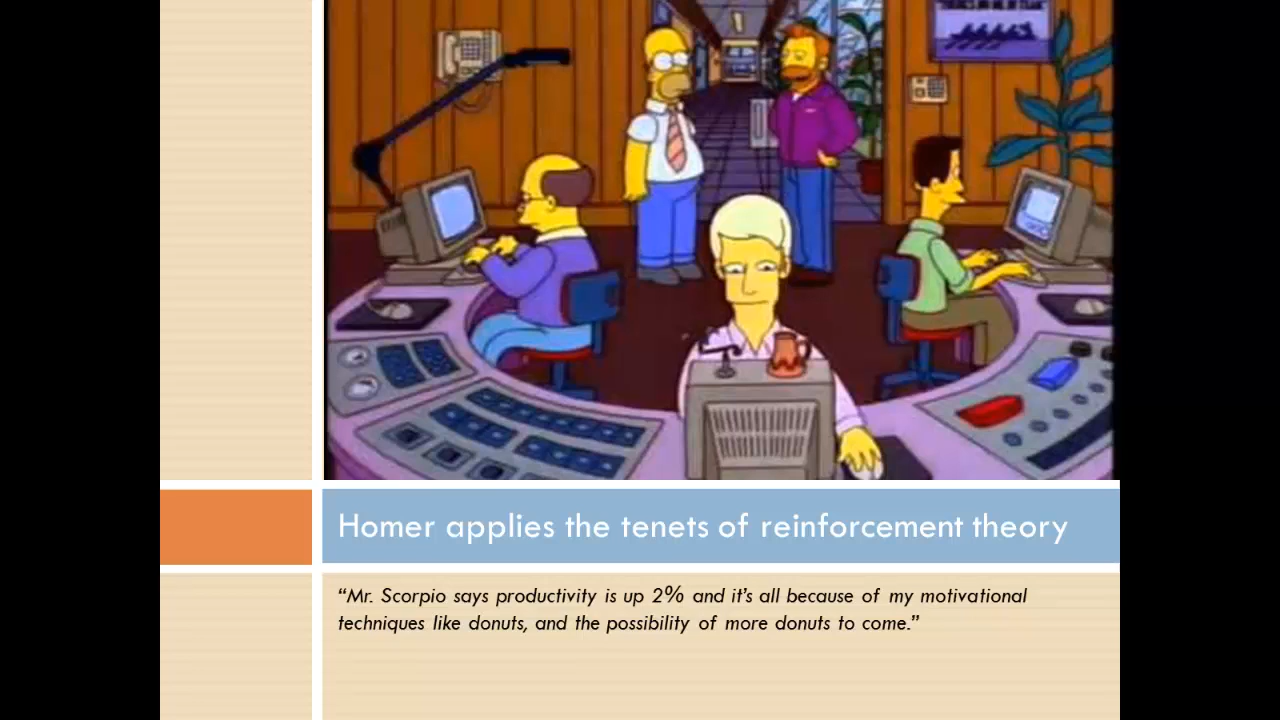 Homer applies the tenets of reinforcement theory
“Mr. Scorpio says productivity is up 2% and it’s all because of my motivational
techniques like donuts, and the possibility of more donuts to come.”